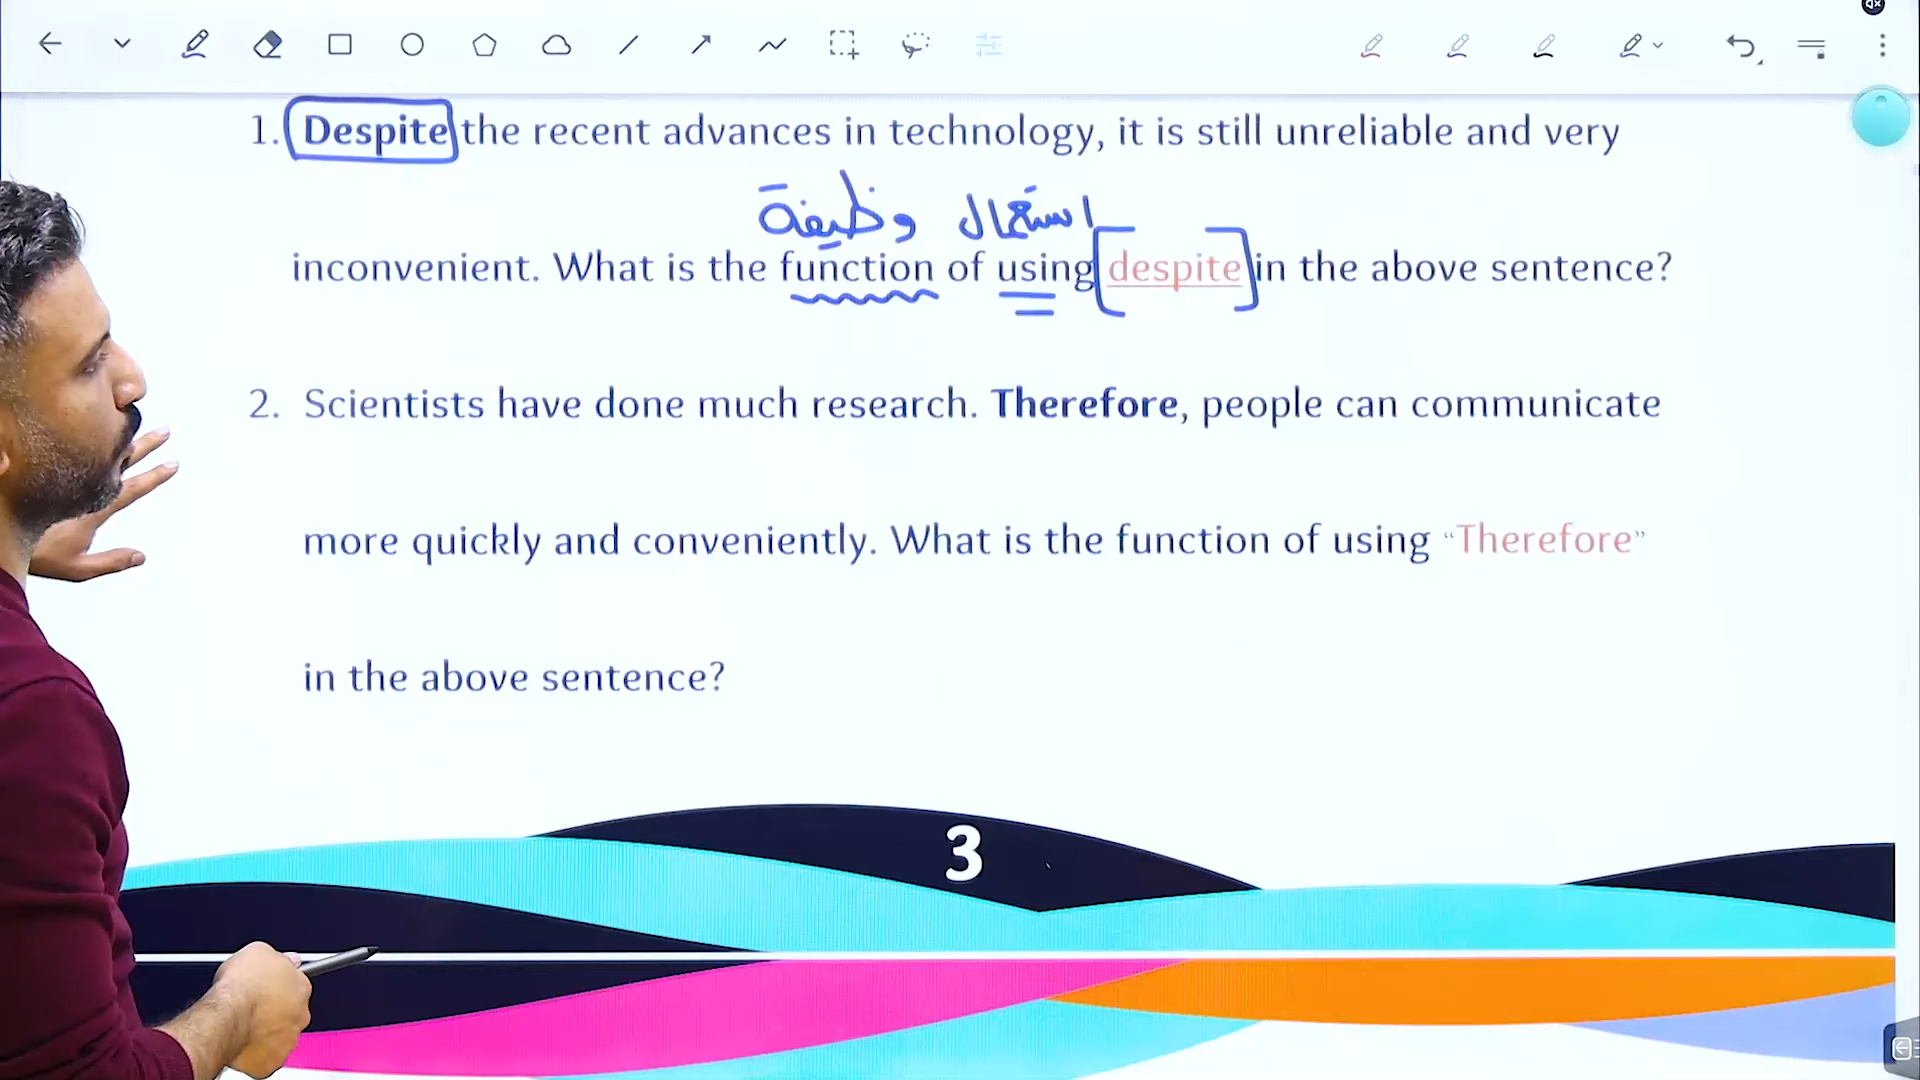 1. Despite the recent advances in technology, it is still unreliable and very
وظيفة استعمال
inconvenient. What is the function of using despite in the above sentence?
2. Scientists have done much research. Therefore, people can communicate
more quickly and conveniently. What is the function of using "Therefore"
in the above sentence?
3